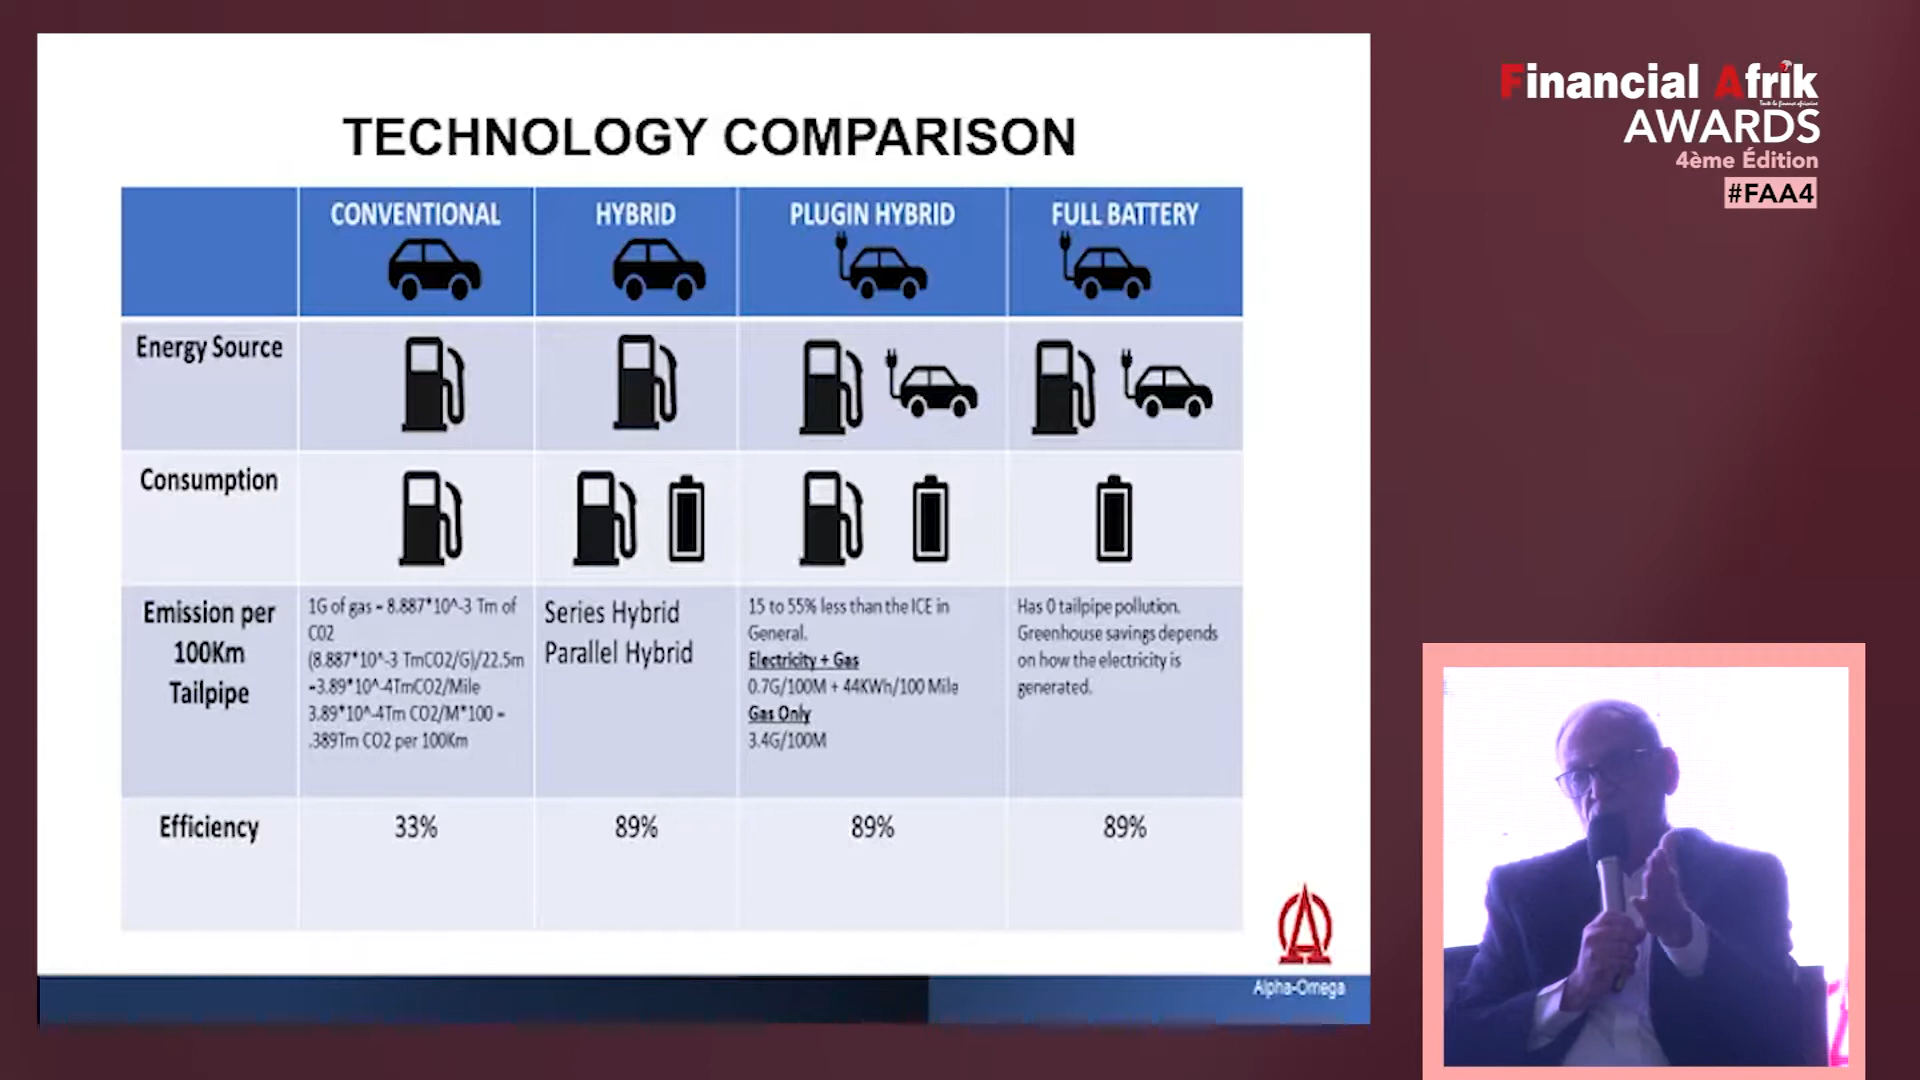 TECHNOLOGY COMPARISON
CONVENTIONAL
HYBRID
PLUGIN HYBRID
FULL BATTERY
Energy Source
Consumption
Emission per
100Km
Tailpipe
1G of gas = 8.887*10^-3 Tm of
CO2
(8.887*10^-3 TmCO2/G)/22.5m
=3.89*10^-4TmCO2/Mile
3.89*10^-4Tm CO2/M*100 =
.389Tm CO2 per 100Km
Series Hybrid
Parallel Hybrid
15 to 55% less than the ICE in
General.
Electricity + Gas
0.7G/100M + 44KWh/100 Mile
Gas Only
3.4G/100M
Has 0 tailpipe pollution.
Greenhouse savings depends
on how the electricity is
generated.
Efficiency
33%
89%
89%
89%
Alpha-Omega
Financial Afrik
AWARDS
4ème Édition
#FAA4